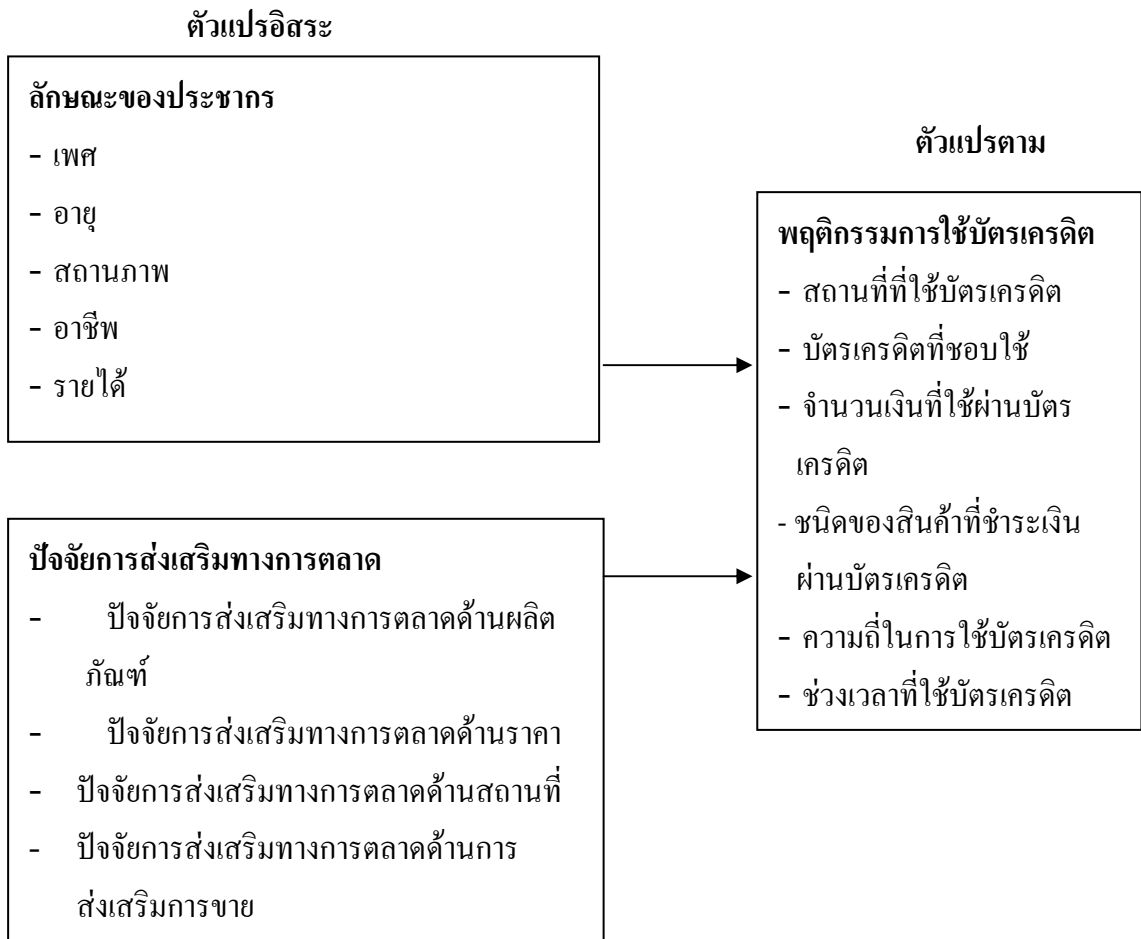 ตัวแปรอิสระ
ลักษณะของประชากร
- เพศ
- อายุ
- สถานภาพ
- อาชีพ
- รายได้
ปัจจัยการส่งเสริมทางการตลาด
- ปัจจัยการส่งเสริมทางการตลาดด้านผลิต
ภัณฑ์
- ปัจจัยการส่งเสริมทางการตลาดด้านราคา
- ปัจจัยการส่งเสริมทางการตลาดด้านสถานที่
- ปัจจัยการส่งเสริมทางการตลาดด้านการ
ส่งเสริมการขาย
ตัวแปรตาม
พฤติกรรมการใช้บัตรเครดิต
- สถานที่ที่ใช้บัตรเครดิต
- บัตรเครดิตที่ชอบใช้
- จำนวนเงินที่ใช้ผ่านบัตร
เครดิต
- ชนิดของสินค้าที่ชำระเงิน
ผ่านบัตรเครดิต
- ความถี่ในการใช้บัตรเครดิต
- ช่วงเวลาที่ใช้บัตรเครดิต